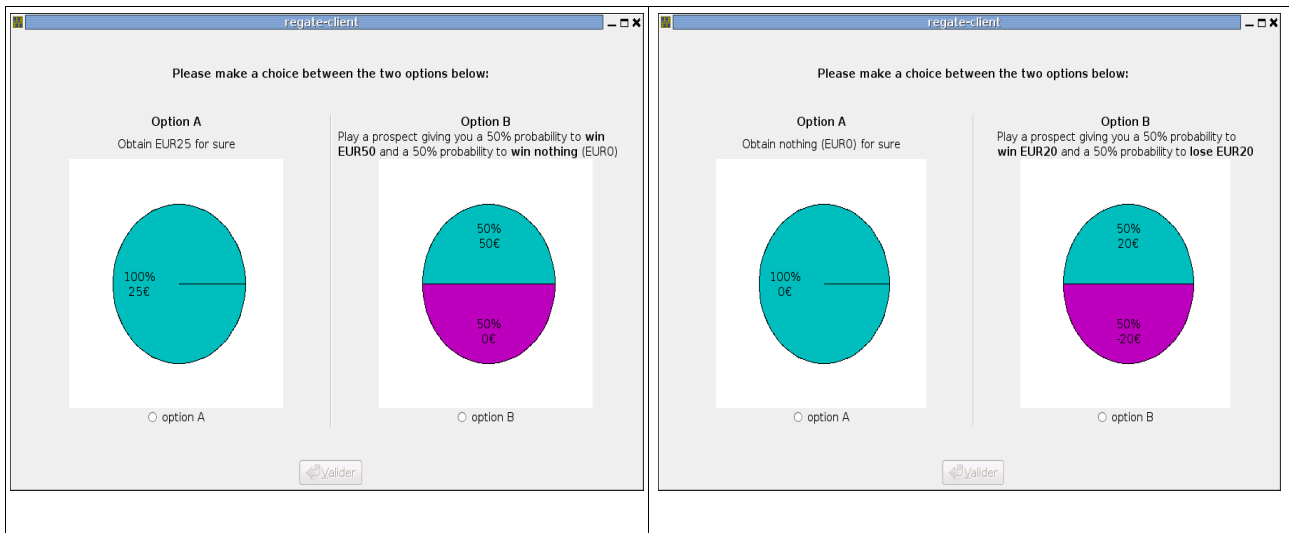 regate-client
Please make a choice between the two options below:
Option A
Obtain EUR25 for sure
100%
25€
option A
Option B
Play a prospect giving you a 50% probability to win
EUR50 and a 50% probability to win nothing (EUR0)
50%
50€
50%
0€
option B
Valider
regate-client
Please make a choice between the two options below:
Option A
Obtain nothing (EUR0) for sure
100%
0€
option A
Option B
Play a prospect giving you a 50% probability to
win EUR20 and a 50% probability to lose EUR20
50%
20€
50%
-20€
option B
Valider